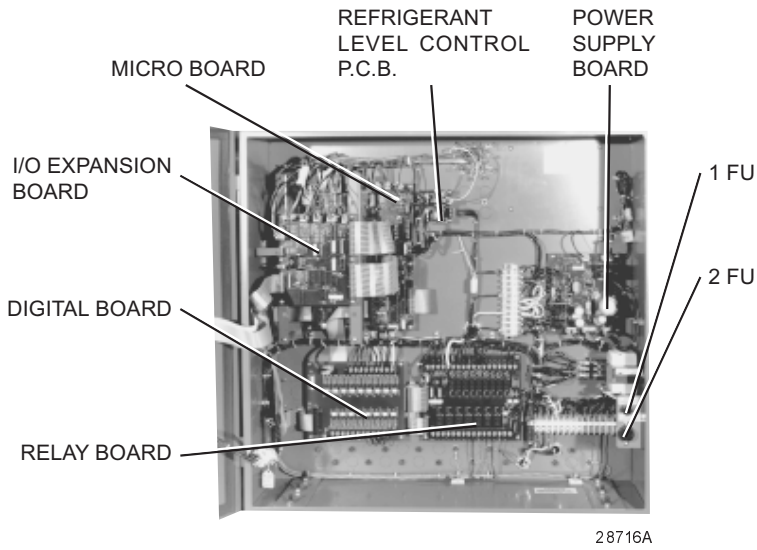 REFRIGERANT
LEVEL CONTROL
P.C.B.
POWER
SUPPLY
BOARD
MICRO BOARD
I/O EXPANSION
BOARD
1 FU
2 FU
DIGITAL BOARD
RELAY BOARD
28716A